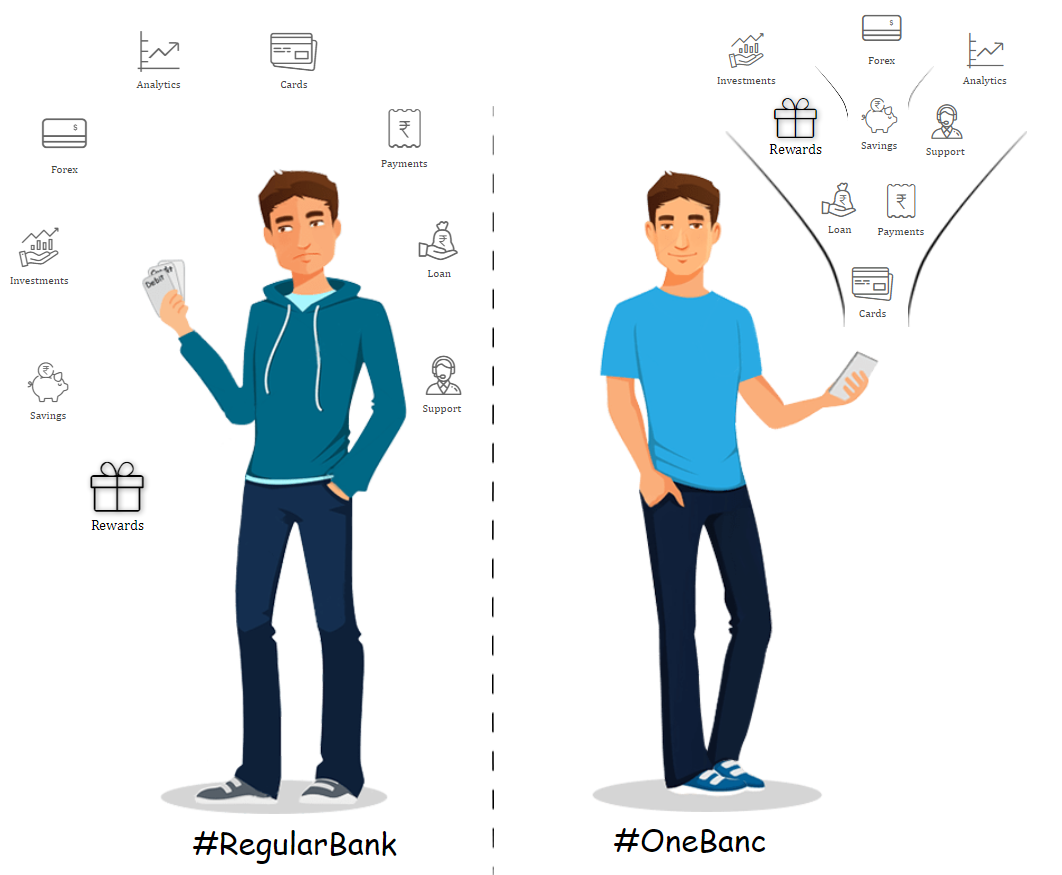 Analytics
Cards
Forex
Payments
Investments
Loan
Savings
Support
Rewards
Debit
#RegularBank
Investments
Forex
Analytics
$
Rewards
Savings
Support
Loan
Payments
Cards
#OneBanc